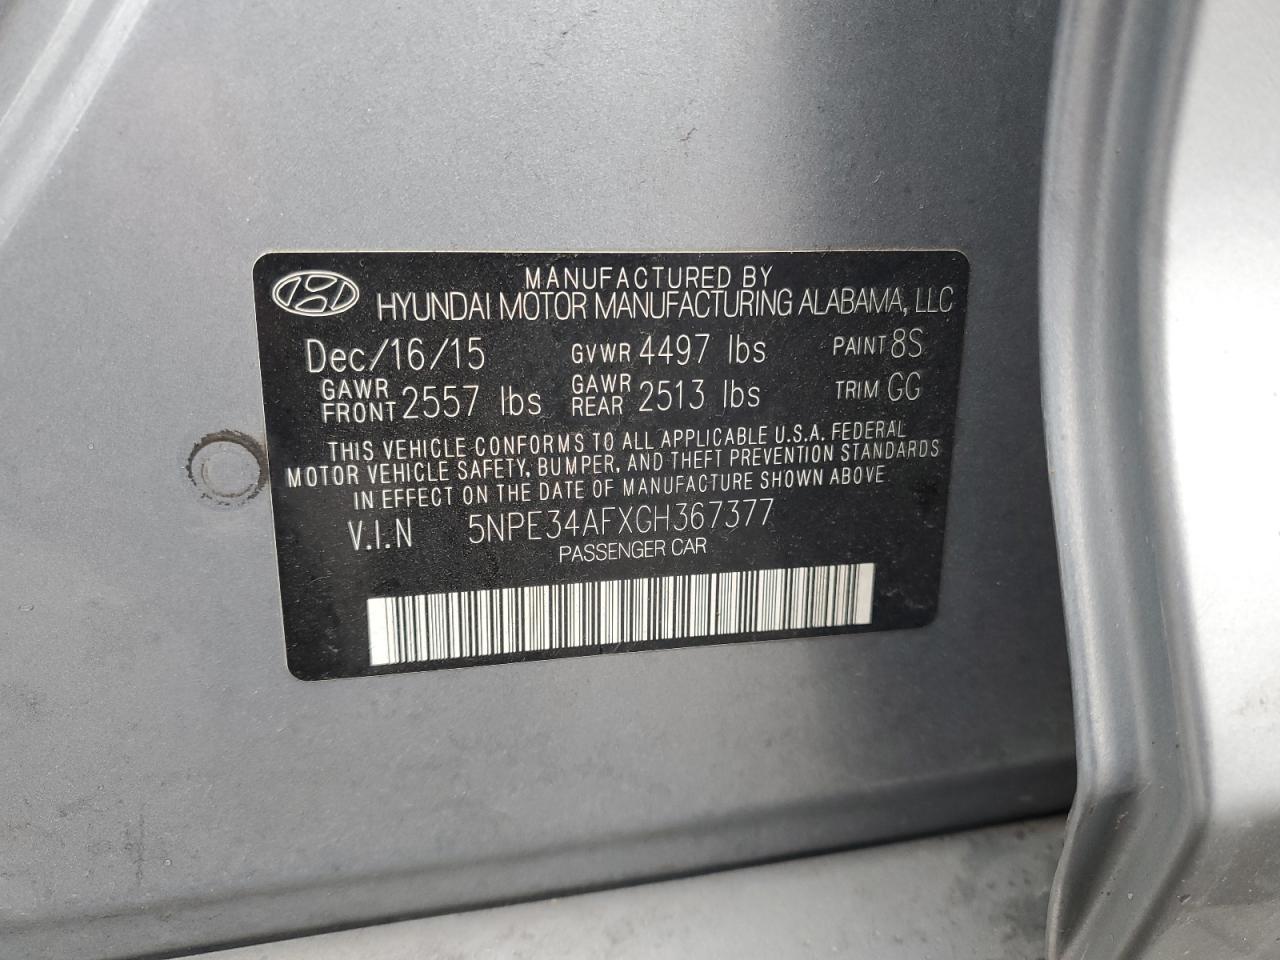 MANUFACTURED BY
HYUNDAI MOTOR MANUFACTURING ALABAMA, LLC
Dec/16/15 GVWR 4497 lbs PAINT 8S
GAWR FRONT 2557 lbs GAWR REAR 2513 lbs TRIM GG
THIS VEHICLE CONFORMS TO ALL APPLICABLE U.S.A. FEDERAL
MOTOR VEHICLE SAFETY, BUMPER, AND THEFT PREVENTION STANDARDS
IN EFFECT ON THE DATE OF MANUFACTURE SHOWN ABOVE
V.I.N 5NPE34AFXGH367377
PASSENGER CAR